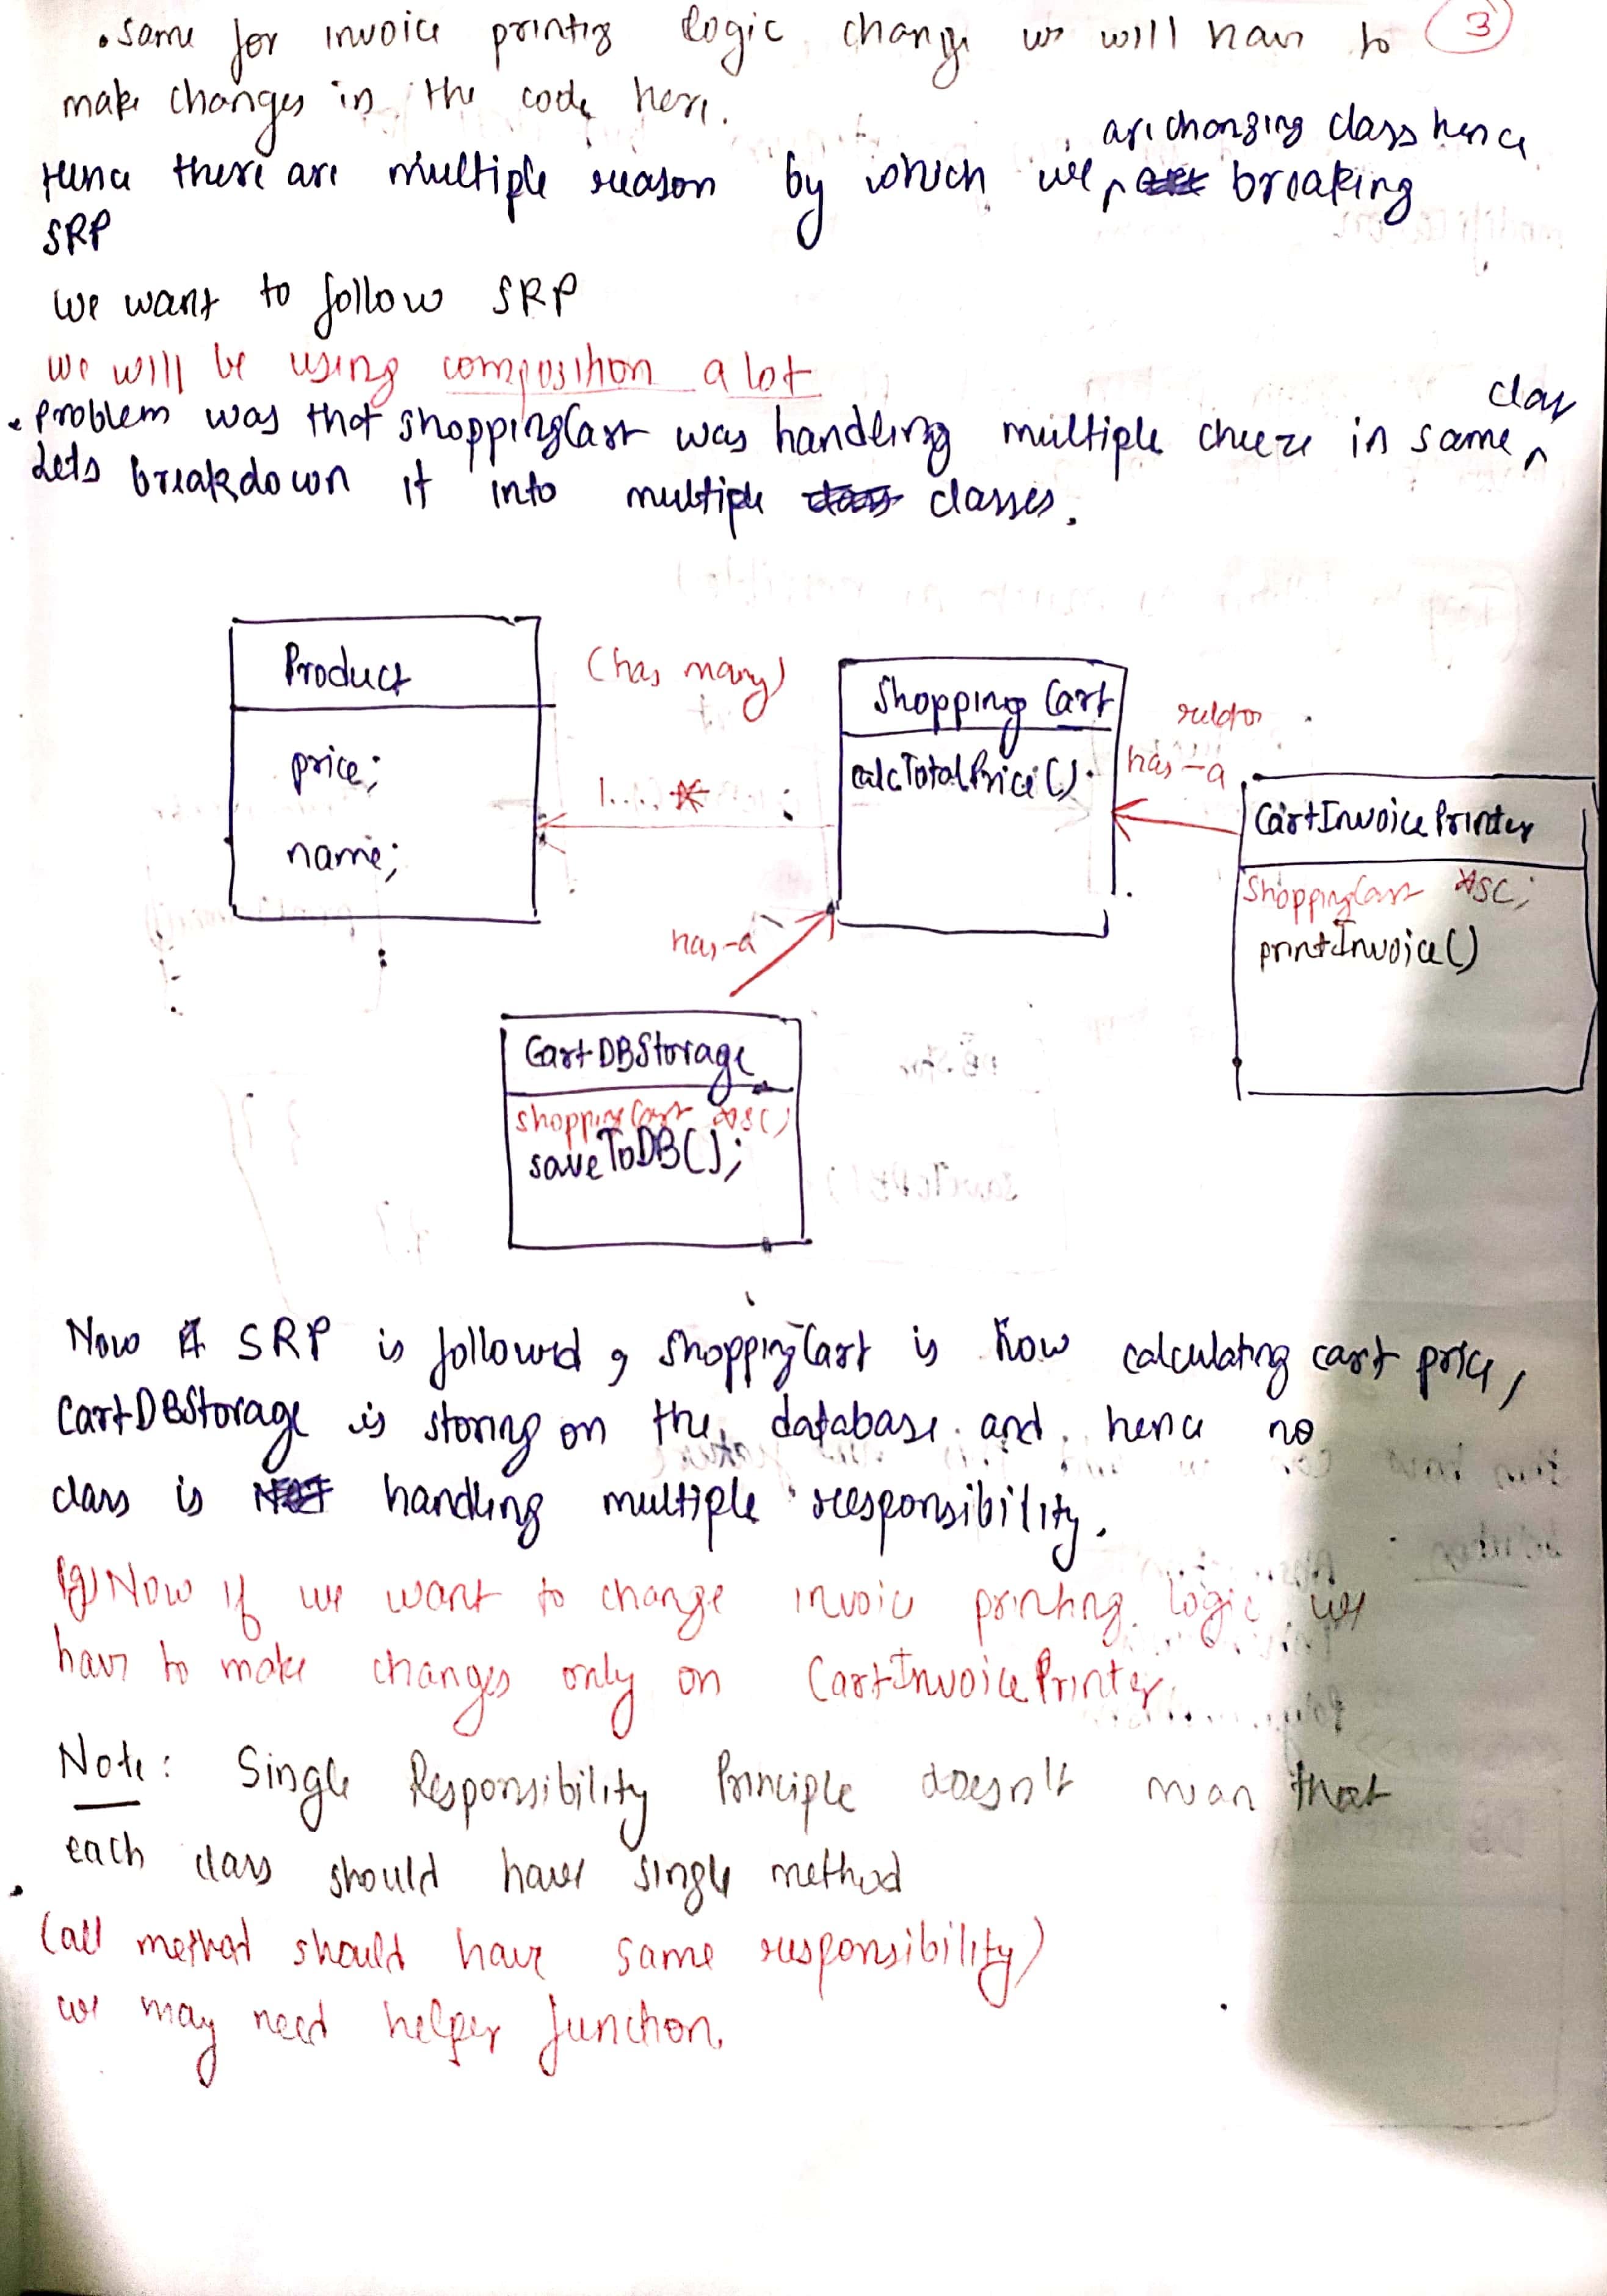 ③
• Same for invoice printing logic change we will have to
make changes in the code here.
are changing class hence
Hence there are multiple reason by which we ^ breaking
SRP
we want to follow SRP
we will be using composition a lot
• Problem was that ShoppingCart was handling multiple cheeze in same ^ class
Lets breakdown it into multiple classes.
Product
price;
name;
(has many)
1....*
Shopping Cart
calcTotalPrice()
has-a
CartInvoicePrinter
ShoppingCart *SC;
printInvoice()
has-a
CartDBStorage
ShoppingCart *SC;
saveToDB();
Now SRP is followed, ShoppingCart is now calculating cart price,
CartDBStorage is storing on the database and hence no
class is handling multiple responsibility.
Now if we want to change invoice printing logic we
have to make changes only on CartInvoicePrinter.
Note: Single Responsibility Principle doesn't mean that
each class should have single method
(all method should have same responsibility)
we may need helper function.